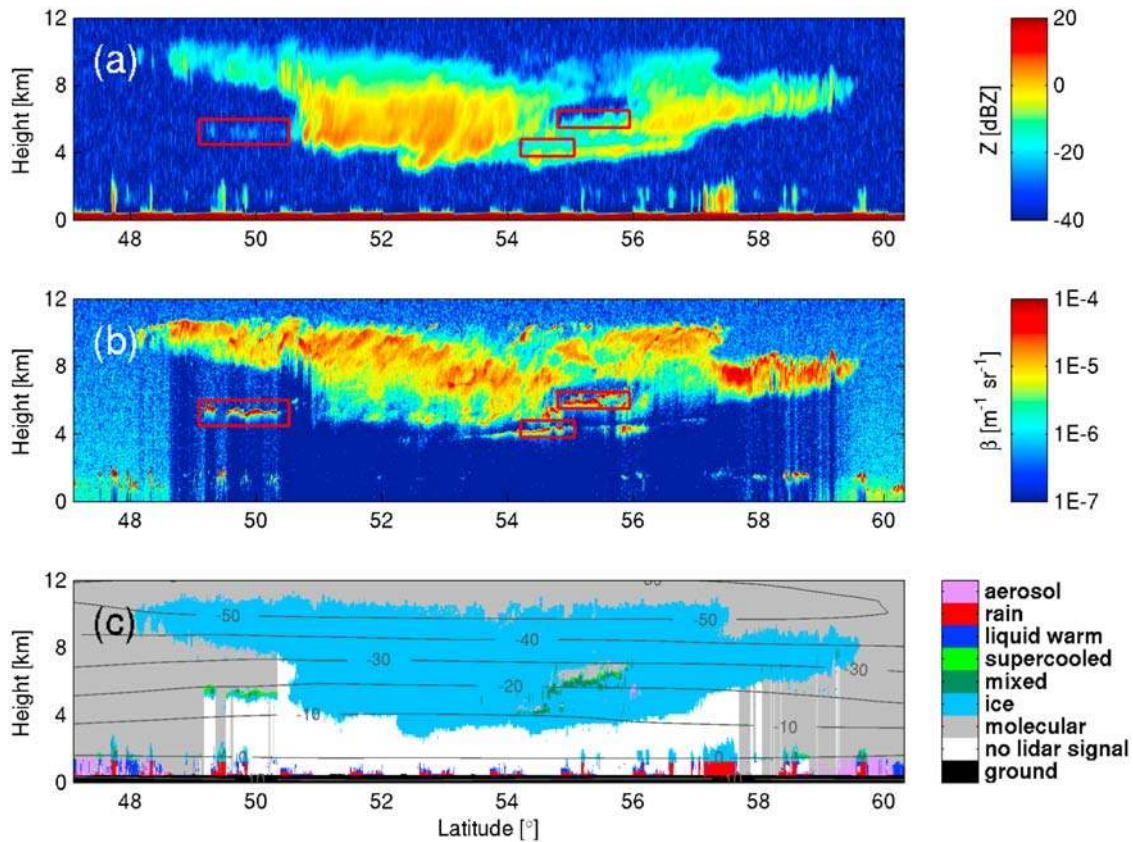 12
8
4
0
Height [km]
(a)
48
50
52
54
56
58
60
20
0
-20
-40
Z [dBZ]
12
8
4
0
Height [km]
(b)
48
50
52
54
56
58
60
1E-4
1E-5
1E-6
1E-7
β [m⁻¹ sr⁻¹]
12
8
4
0
Height [km]
(c)
-50
-50
-40
-30
-30
-20
-10
-10
0
0
48
50
52
54
56
58
60
Latitude [°]
aerosol
rain
liquid warm
supercooled
mixed
ice
molecular
no lidar signal
ground